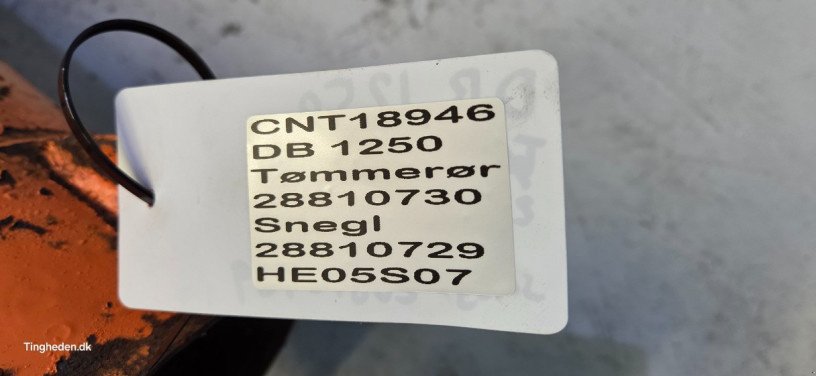 CNT18946
DB 1250
Tømmerør
28810730
Snegl
28810729
HE05S07
Tingheden.dk